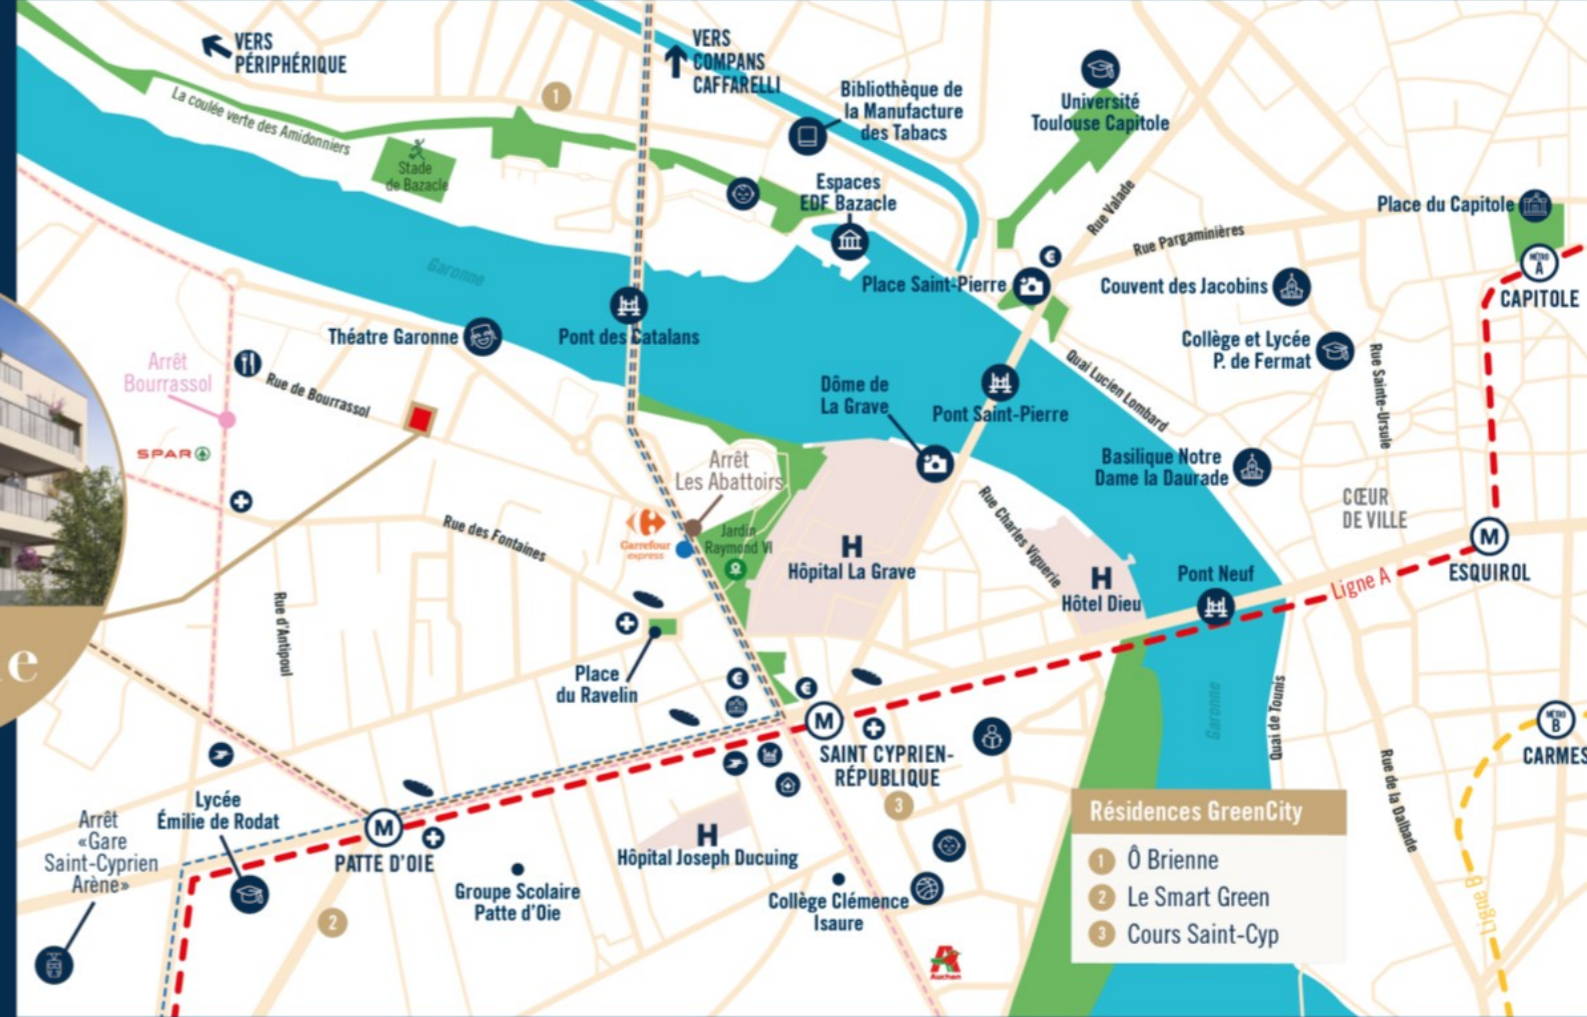 VERS
PÉRIPHÉRIQUE
VERS
COMPANS
CAFFARELLI
1
La coulée verte des Amidonniers
Stade
de Bazacle
Bibliothèque de
la Manufacture
des Tabacs
Espaces
EDF Bazacle
Université
Toulouse Capitole
Rue Valade
Rue Pargaminières
Place du Capitole
MÉTRO
A
CAPITOLE
Garonne
Place Saint-Pierre
€
Couvent des Jacobins
Collège et Lycée
P. de Fermat
Rue Sainte-Ursule
Théatre Garonne
Pont des Catalans
Arrêt
Bourrassol
Rue de Bourrassol
SPAR
Dôme de
La Grave
Pont Saint-Pierre
Quai Lucien Lombard
Basilique Notre
Dame la Daurade
CŒUR
DE VILLE
Arrêt
Les Abattoirs
Carrefour
express
Jardin
Raymond VI
Rue des Fontaines
H
Hôpital La Grave
Rue Charles Viguerie
H
Hôtel Dieu
Pont Neuf
Ligne A
M
ESQUIROL
e
Rue d'Antipoul
Place
du Ravelin
€
€
M
SAINT CYPRIEN-
RÉPUBLIQUE
3
Garonne
Quai de Tounis
MÉTRO
B
CARMES
Rue de la Dalbade
Ligne B
Arrêt
«Gare
Saint-Cyprien
Arène»
Lycée
Émilie de Rodat
M
PATTE D'OIE
2
Groupe Scolaire
Patte d'Oie
H
Hôpital Joseph Ducuing
Collège Clémence
Isaure
Auchan
Résidences GreenCity
1 Ô Brienne
2 Le Smart Green
3 Cours Saint-Cyp